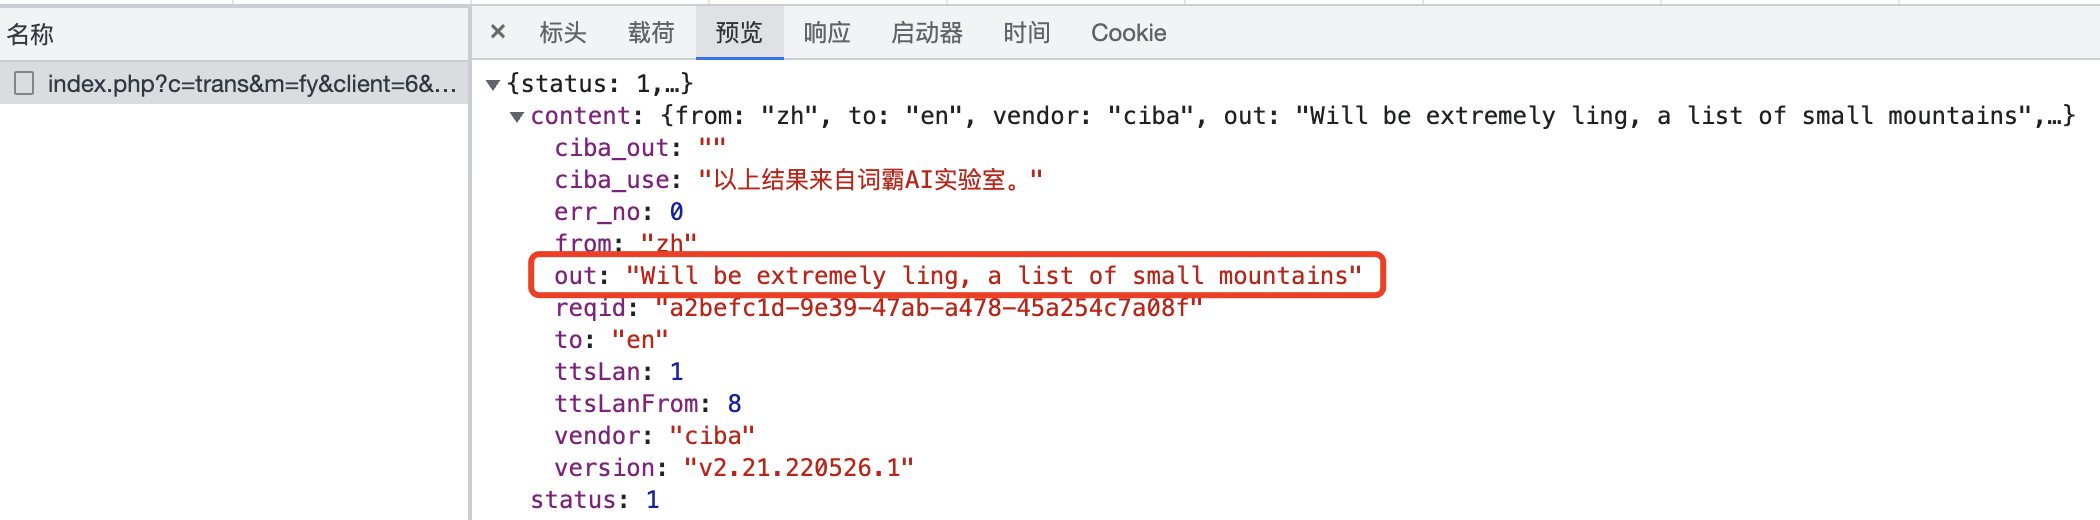 名称
× 标头 载荷 预览 响应 启动器 时间 Cookie
index.php?c=trans&m=fy&client=6&...
▼{status: 1,…}
▼content: {from: "zh", to: "en", vendor: "ciba", out: "Will be extremely ling, a list of small mountains",…}
ciba_out: ""
ciba_use: "以上结果来自词霸AI实验室。"
err_no: 0
from: "zh"
out: "Will be extremely ling, a list of small mountains"
reqid: "a2befc1d-9e39-47ab-a478-45a254c7a08f"
to: "en"
ttsLan: 1
ttsLanFrom: 8
vendor: "ciba"
version: "v2.21.220526.1"
status: 1